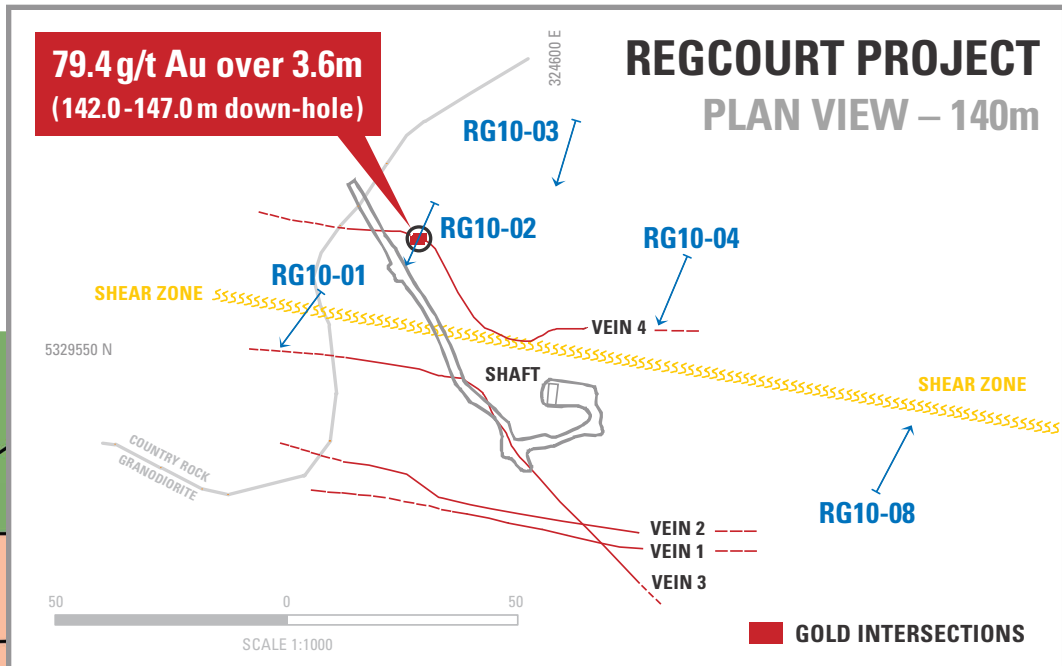 79.4 g/t Au over 3.6m
(142.0-147.0 m down-hole)
324600 E
REGCOURT PROJECT
PLAN VIEW – 140m
RG10-03
RG10-02
RG10-04
RG10-01
SHEAR ZONE
VEIN 4
5329550 N
SHAFT
SHEAR ZONE
COUNTRY ROCK
GRANODIORITE
RG10-08
VEIN 2
VEIN 1
VEIN 3
50 0 50
SCALE 1:1000
GOLD INTERSECTIONS